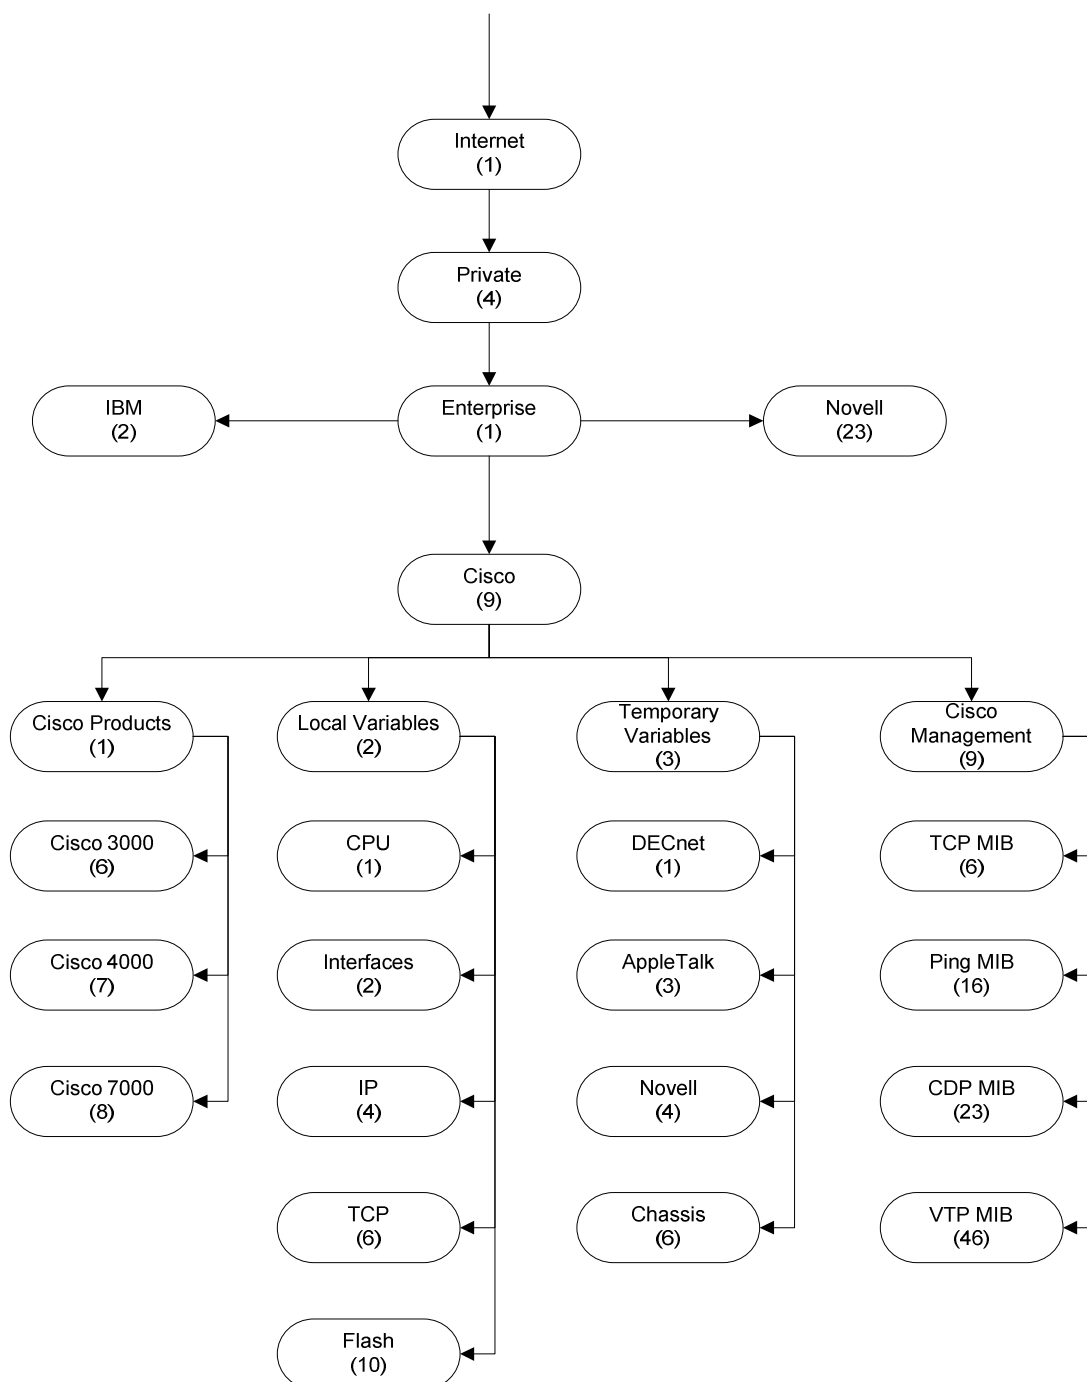 Internet
(1)
Private
(4)
IBM
(2)
Enterprise
(1)
Novell
(23)
Cisco
(9)
Cisco Products
(1)
Local Variables
(2)
Temporary
Variables
(3)
Cisco
Management
(9)
Cisco 3000
(6)
CPU
(1)
DECnet
(1)
TCP MIB
(6)
Cisco 4000
(7)
Interfaces
(2)
AppleTalk
(3)
Ping MIB
(16)
Cisco 7000
(8)
IP
(4)
Novell
(4)
CDP MIB
(23)
TCP
(6)
Chassis
(6)
VTP MIB
(46)
Flash
(10)